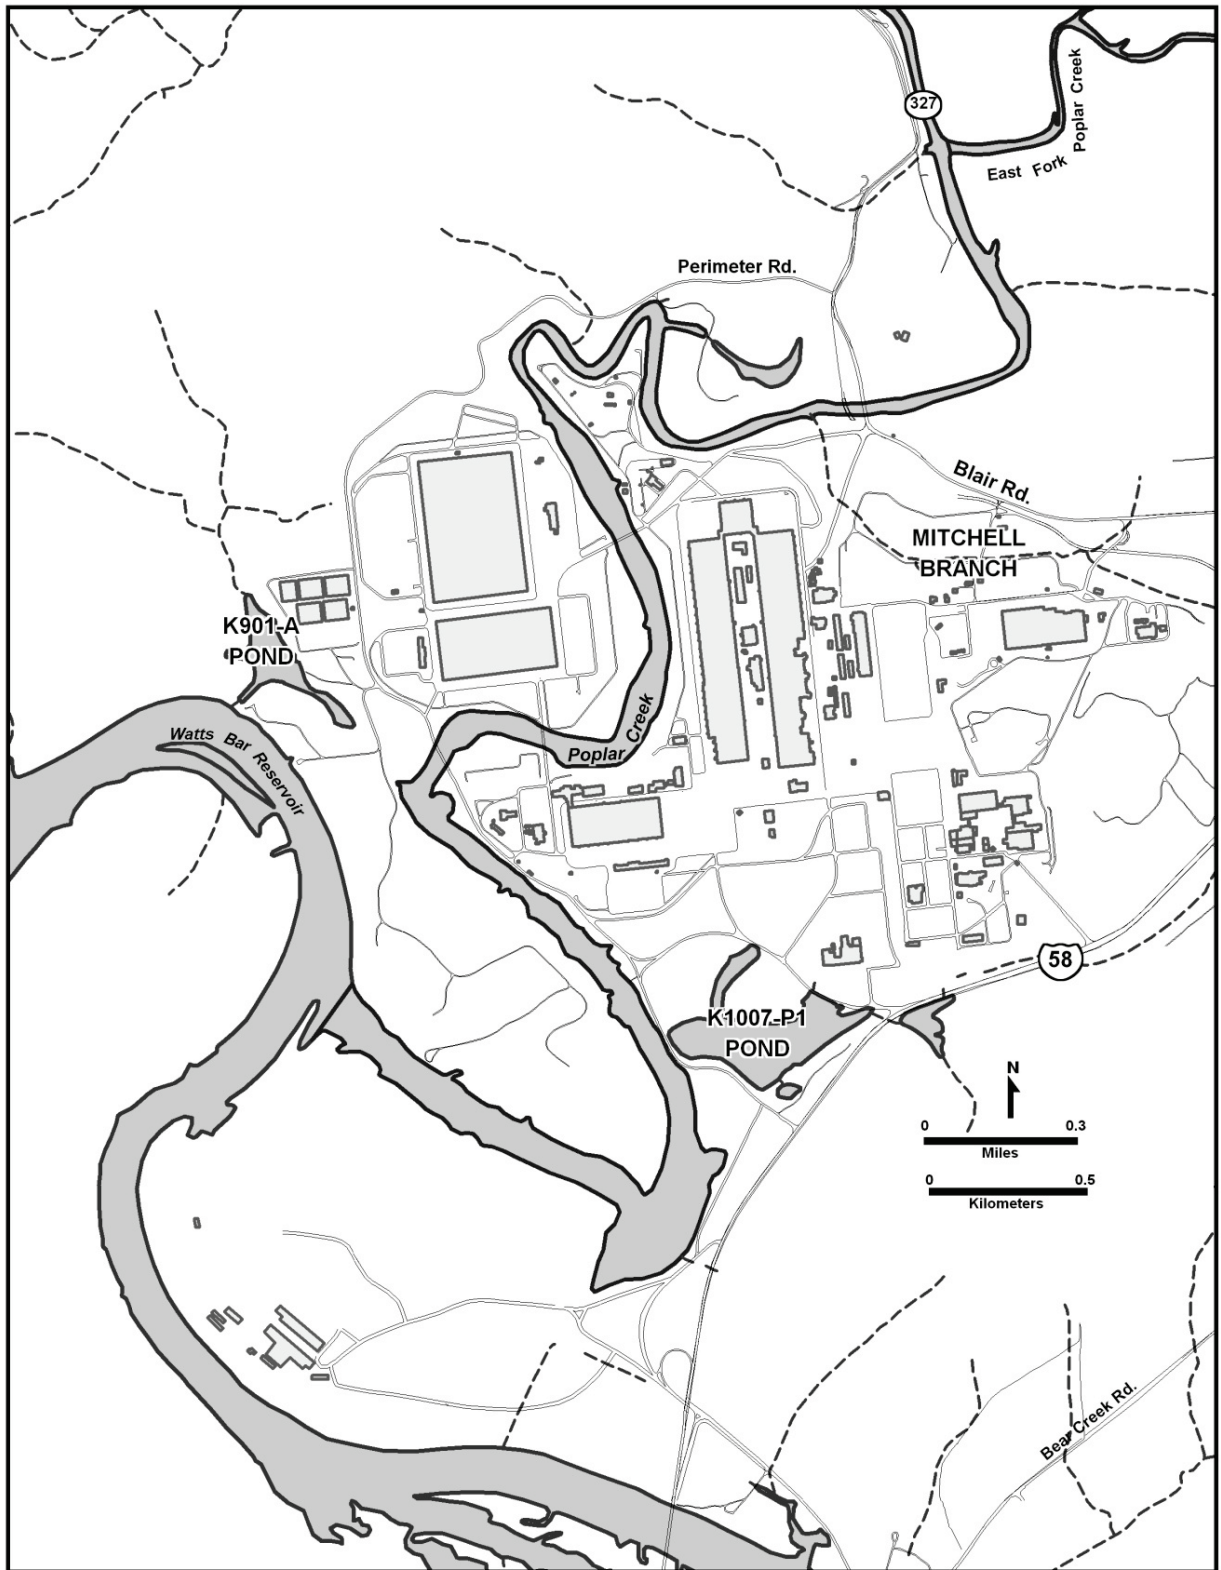 327
East Fork Poplar Creek
Perimeter Rd.
Blair Rd.
MITCHELL
BRANCH
K901-A
POND
Watts Bar Reservoir
Poplar Creek
58
K1007-P1
POND
N
0 0.3
Miles
0 0.5
Kilometers
Bear Creek Rd.